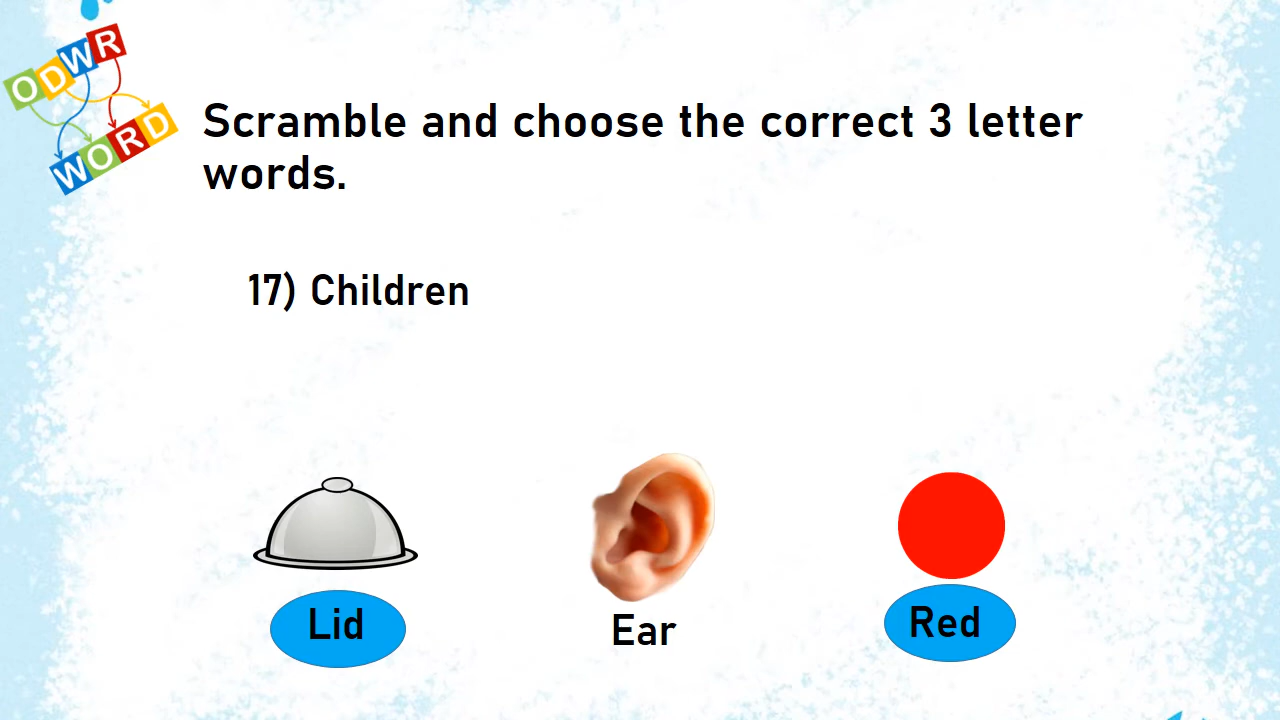 ODWR
WORD
Scramble and choose the correct 3 letter
words.
17) Children
Lid
Ear
Red